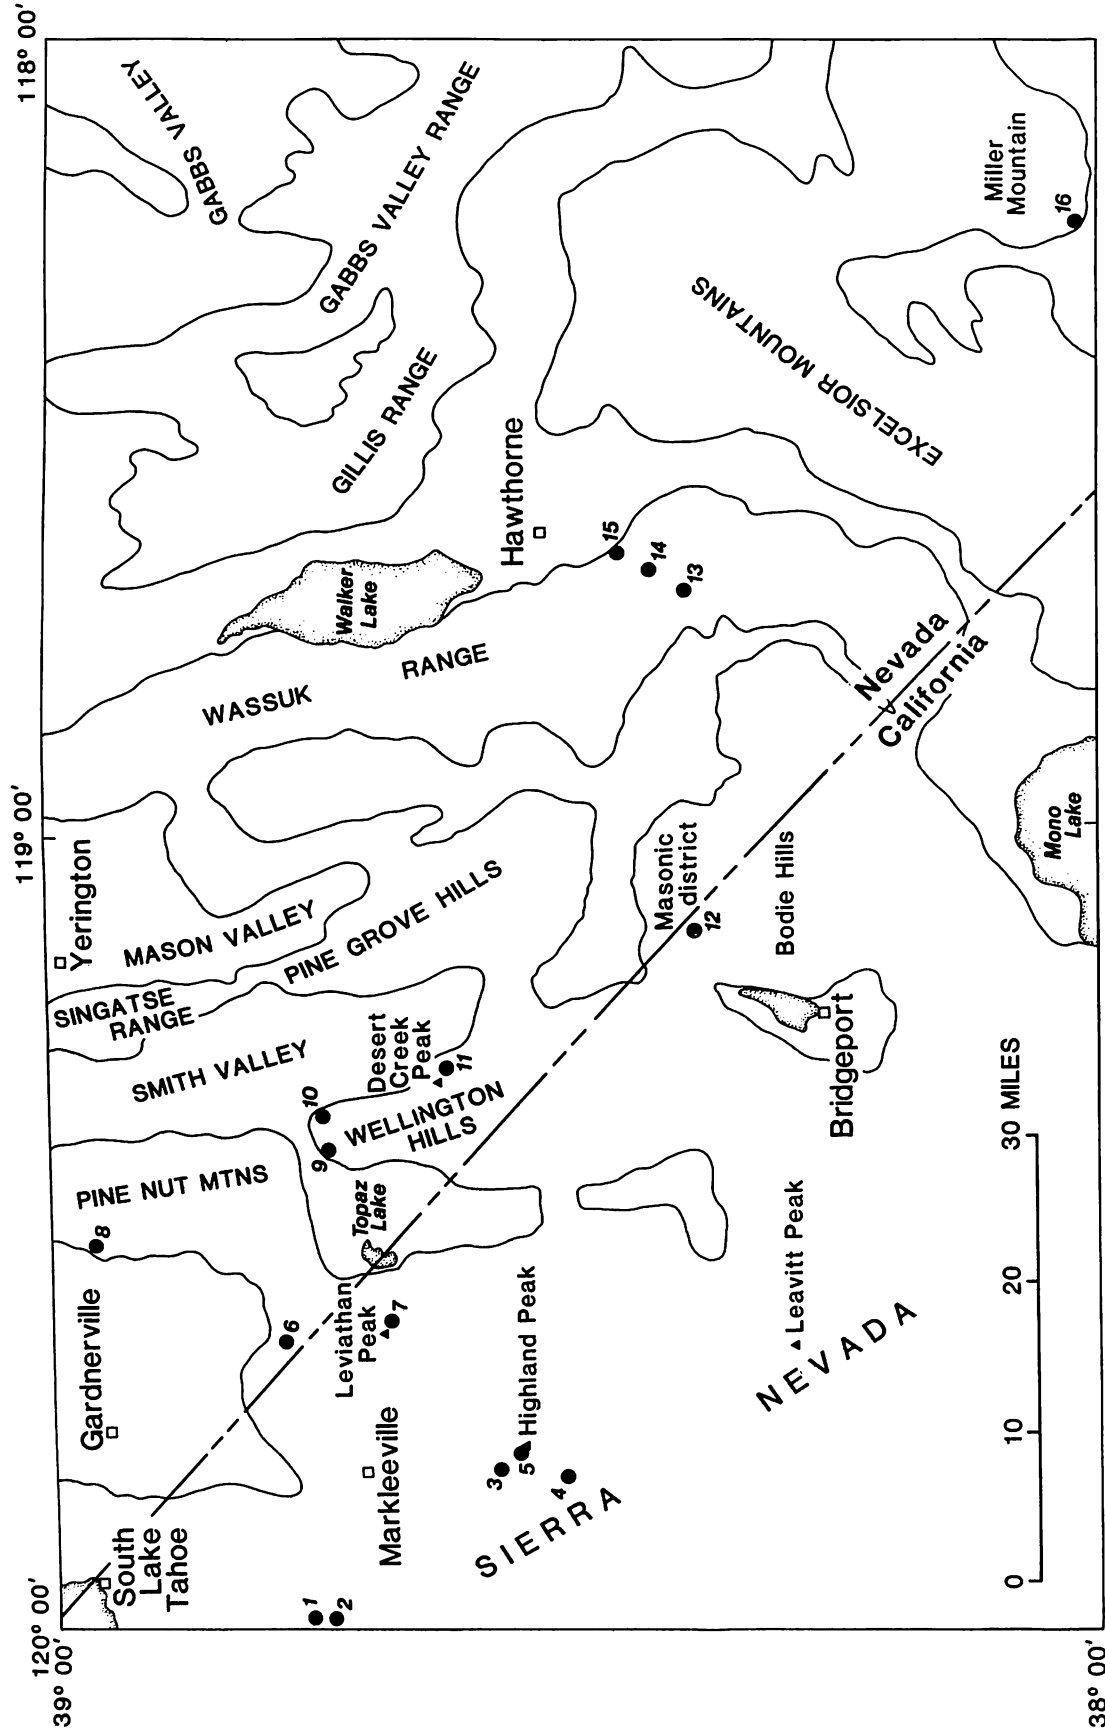 120° 00'
39° 00'
119° 00'
118° 00'
South
Lake
Tahoe
Gardnerville
8
PINE NUT MTNS
SINGATSE
RANGE
Yerington
SMITH VALLEY
MASON VALLEY
PINE GROVE HILLS
WASSUK
RANGE
Walker
Lake
GILLIS RANGE
GABBS VALLEY RANGE
GABBS VALLEY
1
2
6
Markleeville
Leviathan
Peak
7
Topaz
Lake
9
10
WELLINGTON
HILLS
Desert
Creek
Peak
11
Hawthorne
3
5
Highland Peak
4
SIERRA
NEVADA
Leavitt Peak
Masonic
district
12
Bodie Hills
Bridgeport
15
14
13
EXCELSIOR MOUNTAINS
Nevada
California
Mono
Lake
Miller
Mountain
16
0
10
20
30 MILES
38° 00'